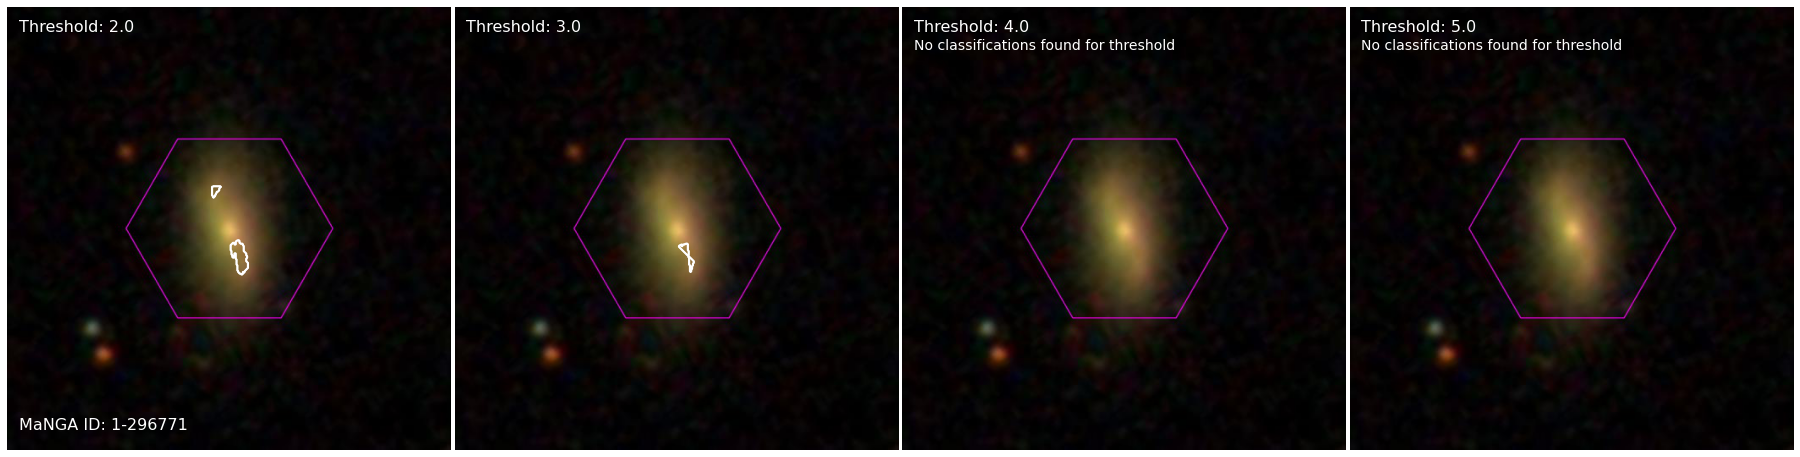 Threshold: 2.0
MaNGA ID: 1-296771
Threshold: 3.0
Threshold: 4.0
No classifications found for threshold
Threshold: 5.0
No classifications found for threshold